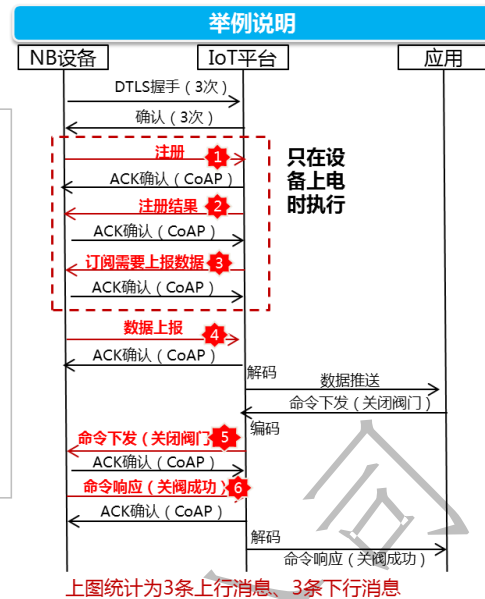 举例说明
NB设备
IoT平台
应用
DTLS握手（3次）
确认（3次）
注册 1
ACK确认（CoAP）
注册结果 2
ACK确认（CoAP）
订阅需要上报数据 3
ACK确认（CoAP）
只在设
备上电
时执行
数据上报 4
ACK确认（CoAP）
解码
数据推送
命令下发（关闭阀门）
编码
命令下发（关闭阀门 5
ACK确认（CoAP）
命令响应（关阀成功） 6
ACK确认（CoAP）
解码
命令响应（关阀成功）
上图统计为3条上行消息、3条下行消息